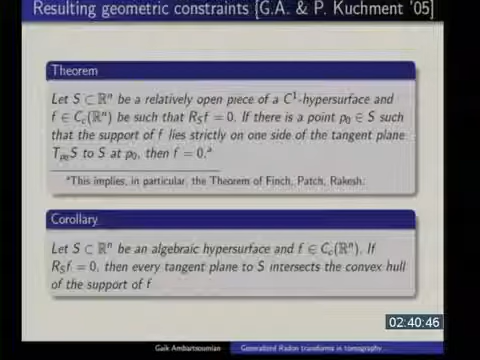 Resulting geometric constraints [G.A. & P. Kuchment '05]
Theorem
Let S ⊂ ℝⁿ be a relatively open piece of a C¹-hypersurface and
f ∈ C_c(ℝⁿ) be such that R_S f = 0. If there is a point p₀ ∈ S such
that the support of f lies strictly on one side of the tangent plane
T_{p₀}S to S at p₀, then f = 0.ᵃ
ᵃThis implies, in particular, the Theorem of Finch, Patch, Rakesh.
Corollary
Let S ⊂ ℝⁿ be an algebraic hypersurface and f ∈ C_c(ℝⁿ). If
R_S f = 0, then every tangent plane to S intersects the convex hull
of the support of f
02:40:46
Gaik Ambartsoumian Generalized Radon transforms in tomography